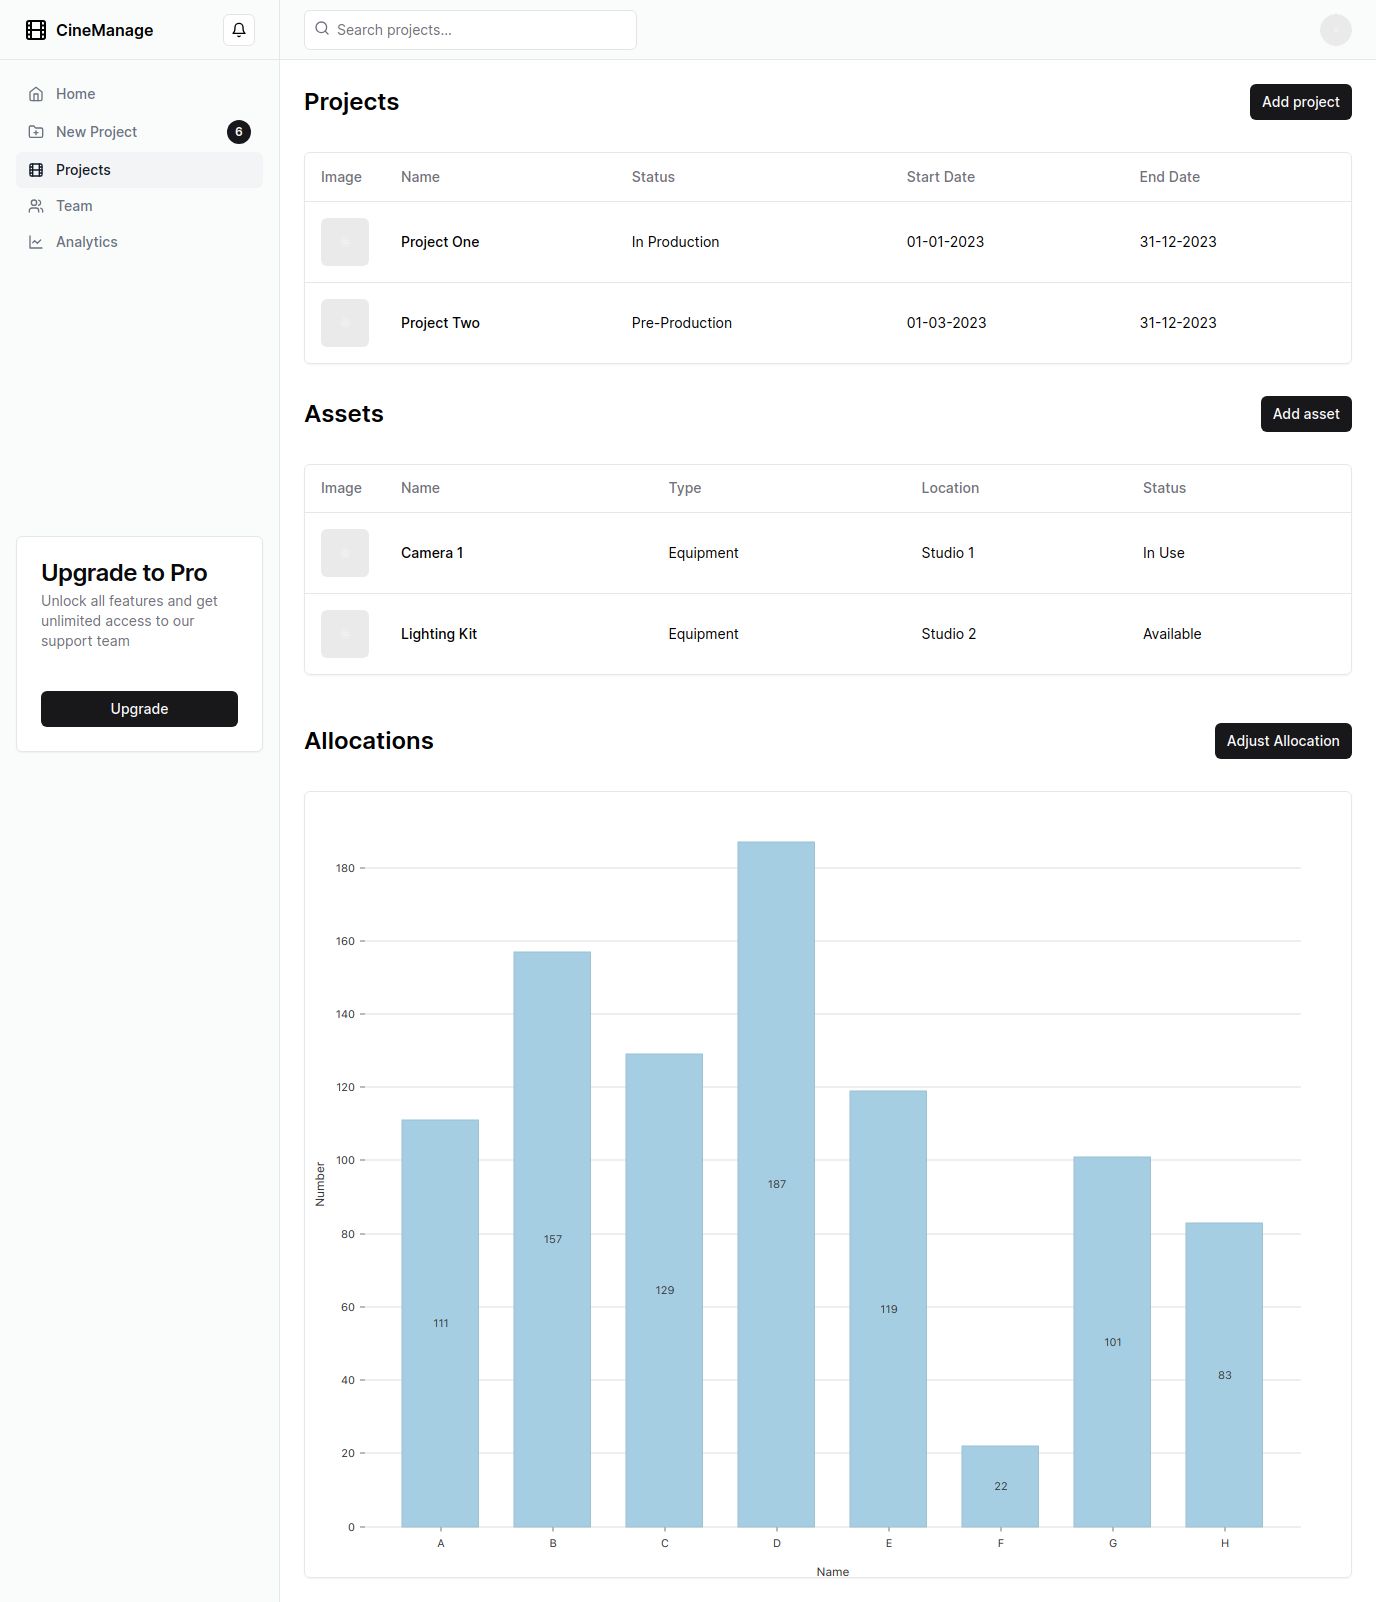 CineManage
Search projects...
Home
New Project 6
Projects
Team
Analytics
Upgrade to Pro
Unlock all features and get
unlimited access to our
support team
Upgrade
Projects Add project
Image Name Status Start Date End Date
Project One In Production 01-01-2023 31-12-2023
Project Two Pre-Production 01-03-2023 31-12-2023
Assets Add asset
Image Name Type Location Status
Camera 1 Equipment Studio 1 In Use
Lighting Kit Equipment Studio 2 Available
Allocations Adjust Allocation
180
160
140
120
100
80
60
40
20
0
Number
111
157
129
187
119
22
101
83
A B C D E F G H
Name